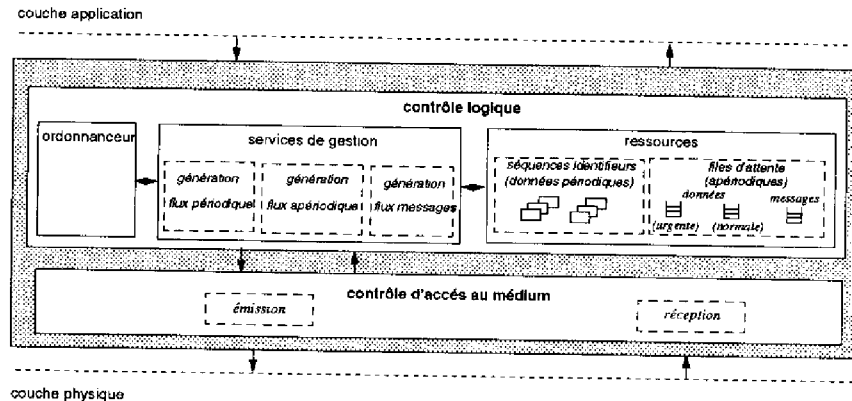 couche application
contrôle logique
ordonnanceur
services de gestion
ressources
génération
flux périodique
génération
flux apériodique
génération
flux messages
séquences identifieurs
(données périodiques)
files d'attente
(apériodiques)
données
messages
(urgente)
(normale)
contrôle d'accés au médium
émission
réception
couche physique